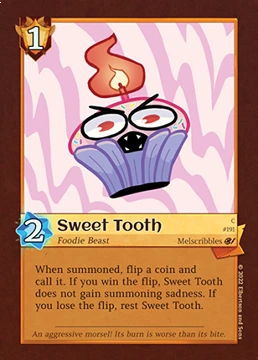 1
2
Sweet Tooth
Foodie Beast
C
#191
Melscribbles
When summoned, flip a coin and
call it. If you win the flip, Sweet Tooth
does not gain summoning sadness. If
you lose the flip, rest Sweet Tooth.
An aggressive morsel! Its burn is worse than its bite.
© 2022 Elbertson and Sons